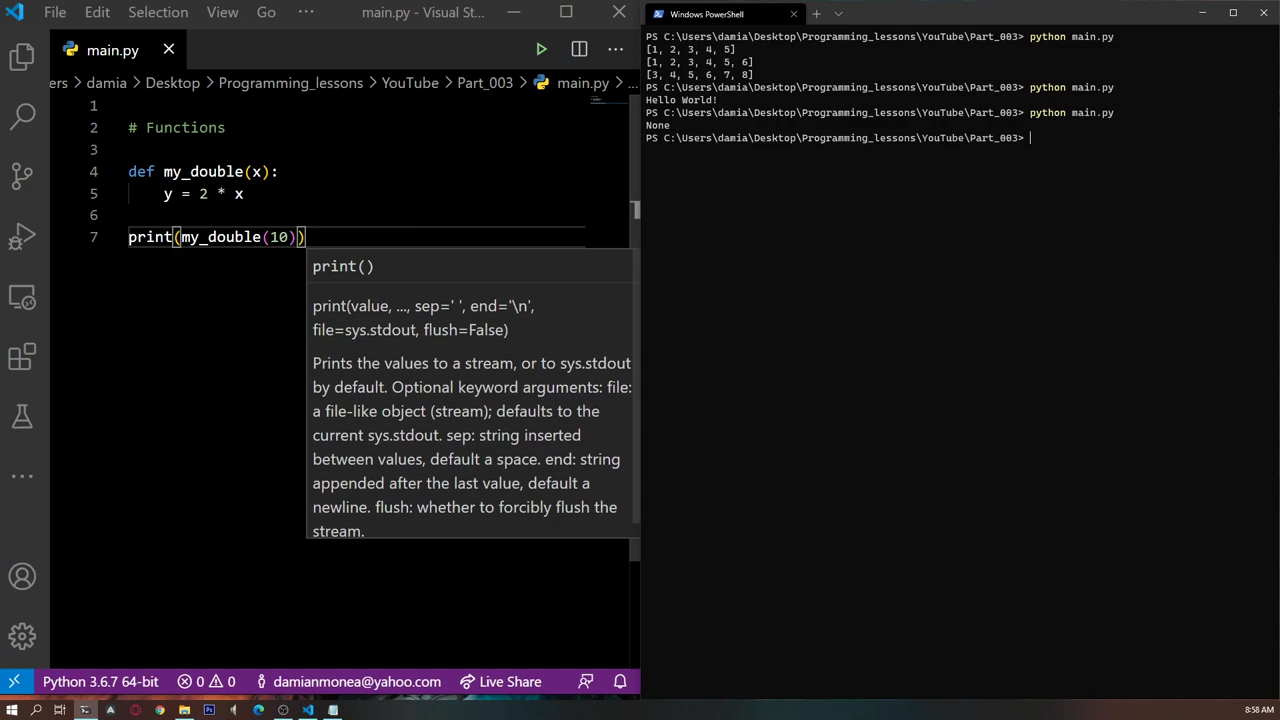 File Edit Selection View Go ··· main.py - Visual St...
main.py
ers > damia > Desktop > Programming_lessons > YouTube > Part_003 > main.py > ...
1
2 # Functions
3
4 def my_double(x):
5 y = 2 * x
6
7 print(my_double(10))
print()
print(value, ..., sep=' ', end='\n',
file=sys.stdout, flush=False)
Prints the values to a stream, or to sys.stdout
by default. Optional keyword arguments: file:
a file-like object (stream); defaults to the
current sys.stdout. sep: string inserted
between values, default a space. end: string
appended after the last value, default a
newline. flush: whether to forcibly flush the
stream.
Python 3.6.7 64-bit 0 0 damianmonea@yahoo.com Live Share
Windows PowerShell
PS C:\Users\damia\Desktop\Programming_lessons\YouTube\Part_003> python main.py
[1, 2, 3, 4, 5]
[1, 2, 3, 4, 5, 6]
[3, 4, 5, 6, 7, 8]
PS C:\Users\damia\Desktop\Programming_lessons\YouTube\Part_003> python main.py
Hello World!
PS C:\Users\damia\Desktop\Programming_lessons\YouTube\Part_003> python main.py
None
PS C:\Users\damia\Desktop\Programming_lessons\YouTube\Part_003>
8:58 AM